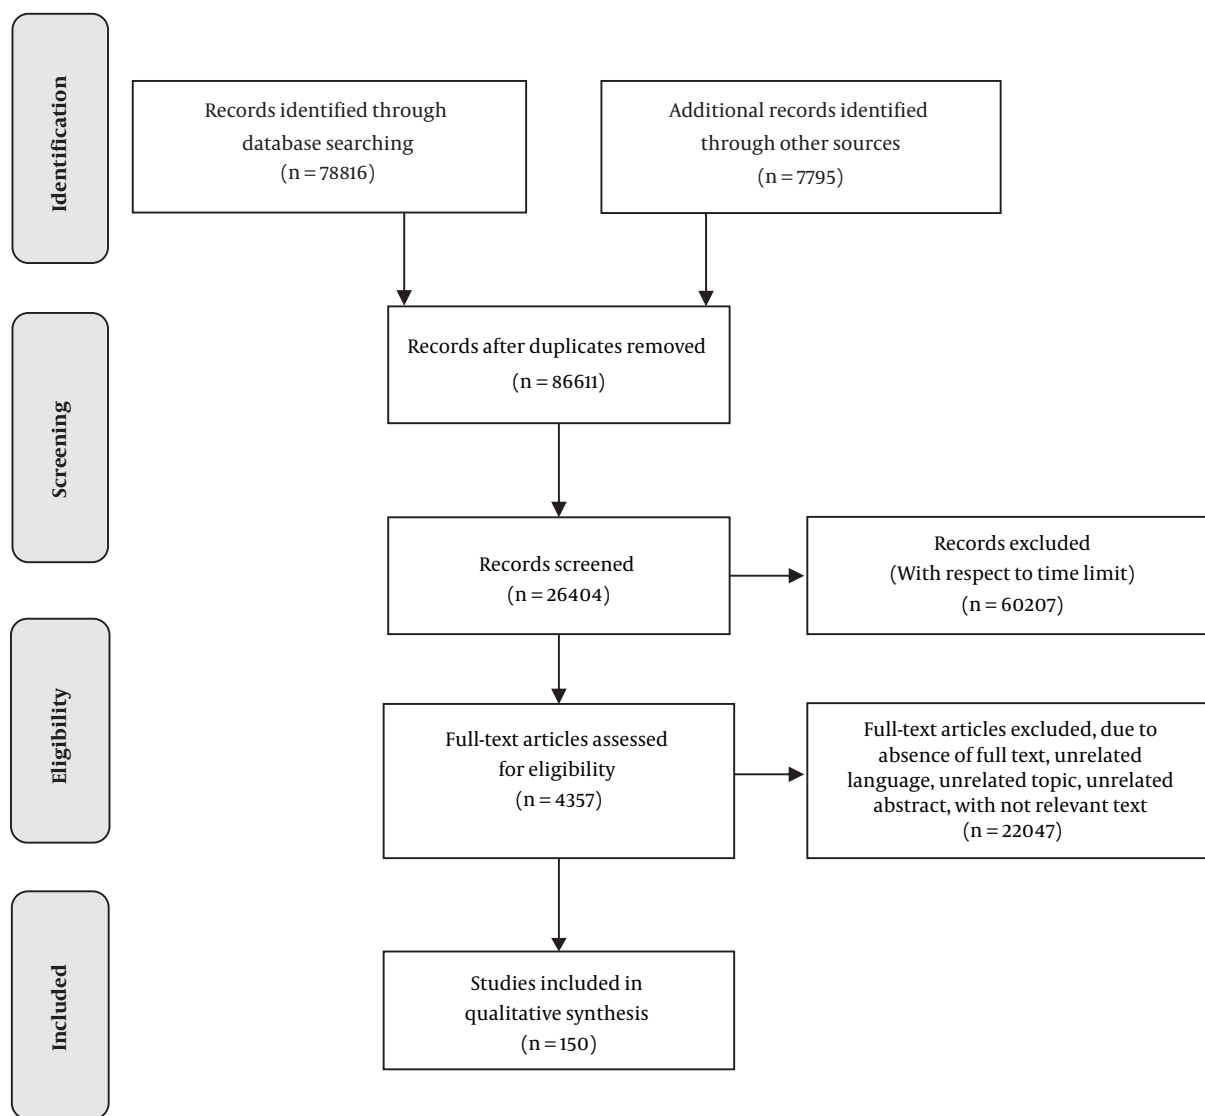 Identification
Records identified through
database searching
(n = 78816)
Additional records identified
through other sources
(n = 7795)
Screening
Records after duplicates removed
(n = 86611)
Records screened
(n = 26404)
Records excluded
(With respect to time limit)
(n = 60207)
Eligibility
Full-text articles assessed
for eligibility
(n = 4357)
Full-text articles excluded, due to
absence of full text, unrelated
language, unrelated topic, unrelated
abstract, with not relevant text
(n = 22047)
Included
Studies included in
qualitative synthesis
(n = 150)